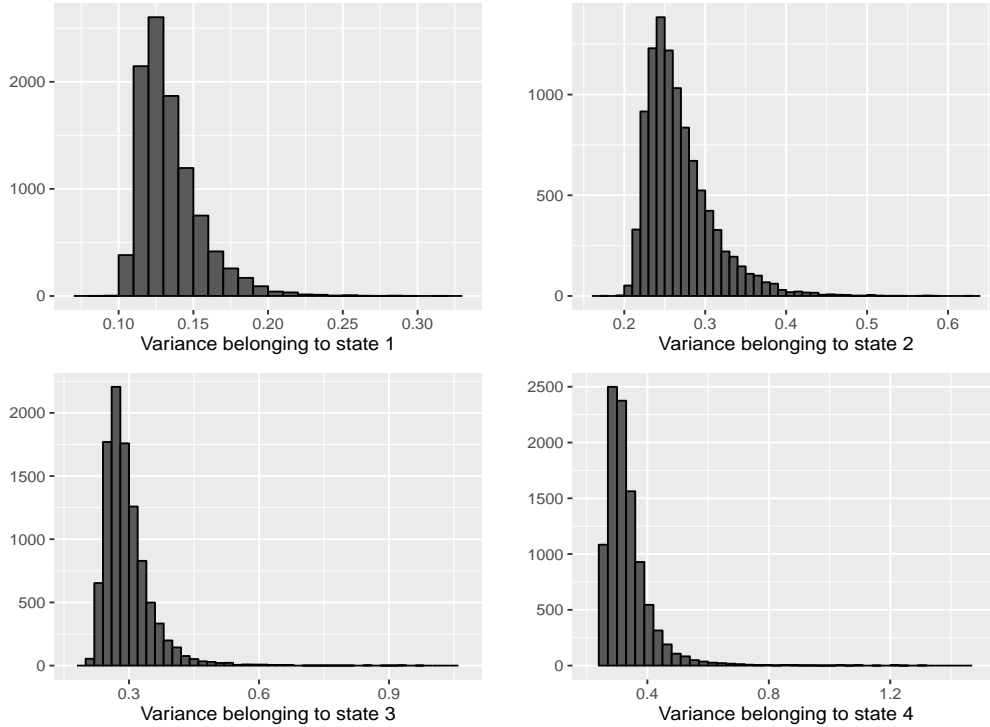 2000
1000
0
0.10 0.15 0.20 0.25 0.30
Variance belonging to state 1
1000
500
0
0.2 0.3 0.4 0.5 0.6
Variance belonging to state 2
2000
1500
1000
500
0
0.3 0.6 0.9
Variance belonging to state 3
2500
2000
1500
1000
500
0
0.4 0.8 1.2
Variance belonging to state 4